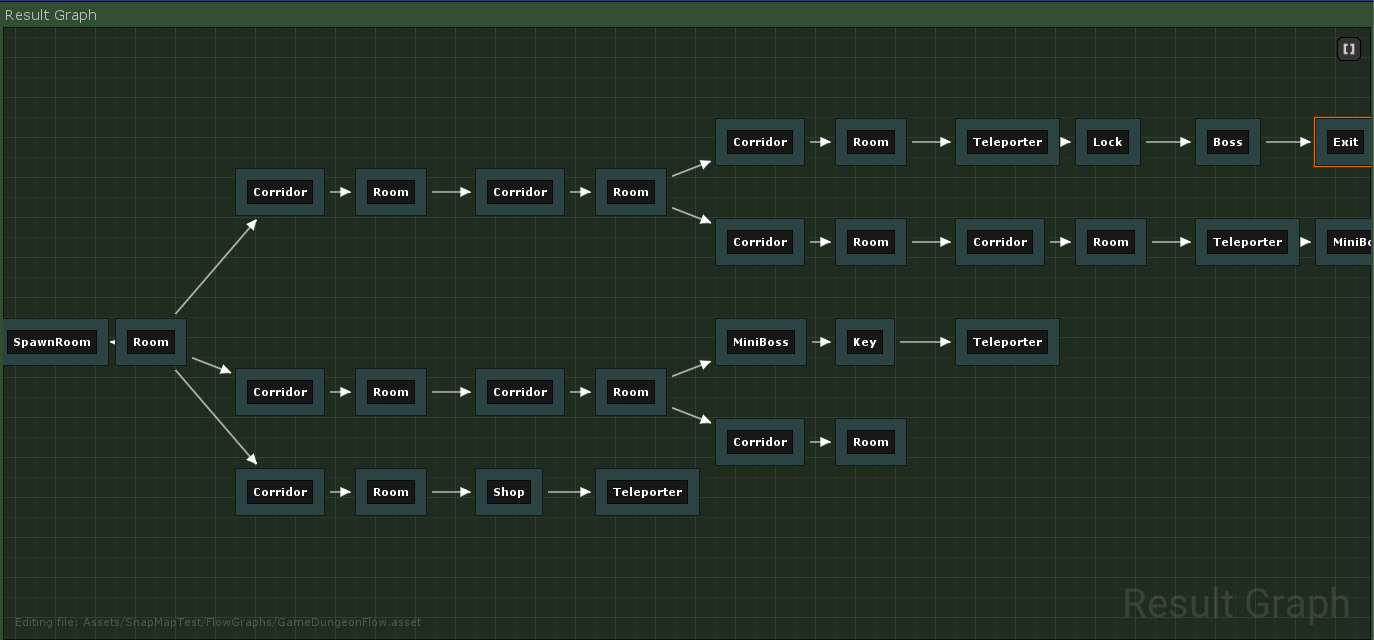 Result Graph
[]
Corridor Room Teleporter Lock Boss Exit
Corridor Room Corridor Room
Corridor Room Corridor Room Teleporter MiniBo
SpawnRoom Room
MiniBoss Key Teleporter
Corridor Room Corridor Room
Corridor Room
Corridor Room Shop Teleporter
Result Graph
Editing file: Assets/SnapMapTest/FlowGraphs/GameDungeonFlow.asset